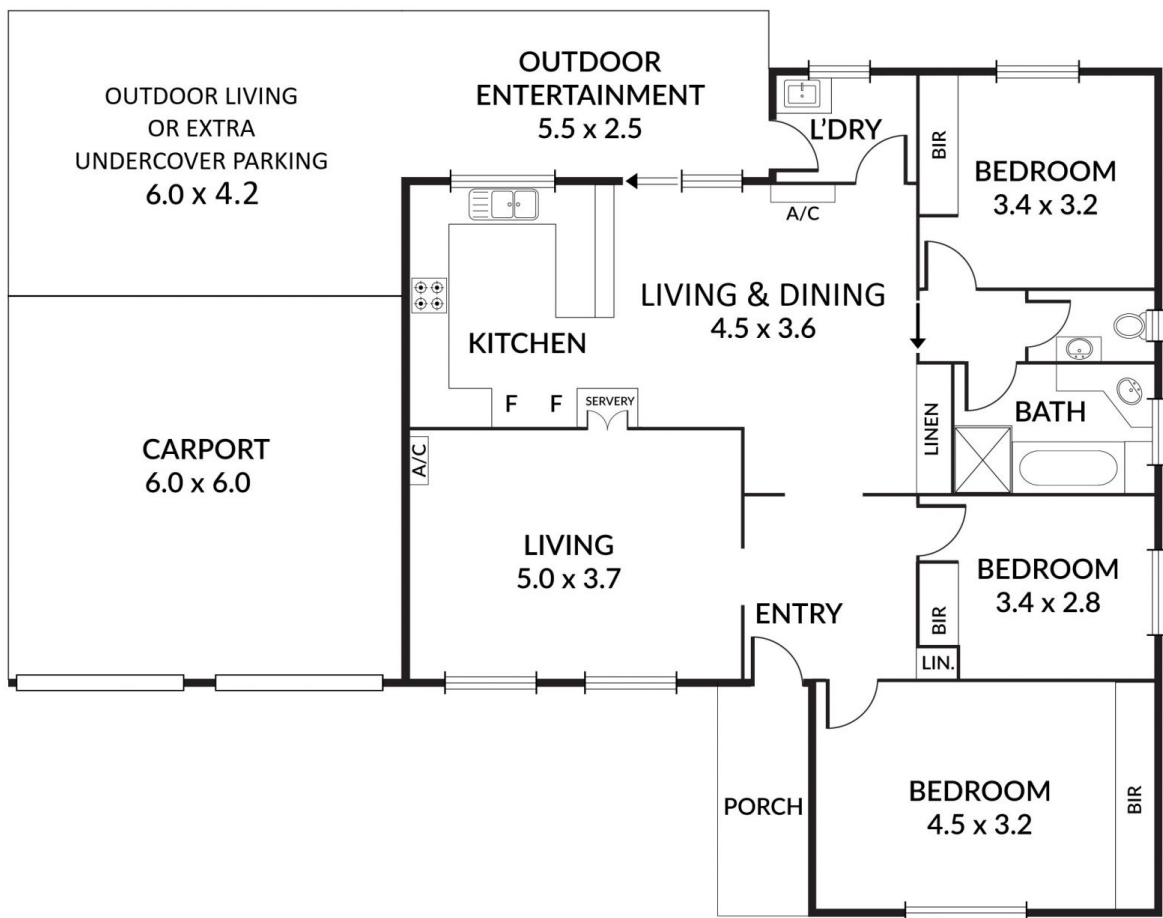 OUTDOOR LIVING
OR EXTRA
UNDERCOVER PARKING
6.0 x 4.2
OUTDOOR
ENTERTAINMENT
5.5 x 2.5
L'DRY
BIR
BEDROOM
3.4 x 3.2
A/C
LIVING & DINING
4.5 x 3.6
KITCHEN
F F
SERVERY
LINEN
BATH
CARPORT
6.0 x 6.0
A/C
LIVING
5.0 x 3.7
ENTRY
BEDROOM
3.4 x 2.8
BIR
LIN.
PORCH
BEDROOM
4.5 x 3.2
BIR